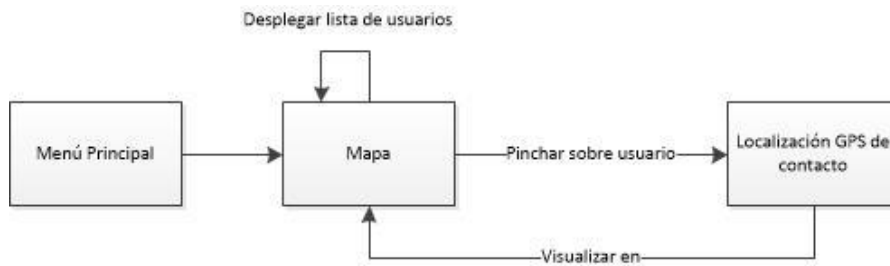 Desplegar lista de usuarios
Menú Principal
Mapa
Pinchar sobre usuario
Localización GPS de
contacto
Visualizar en